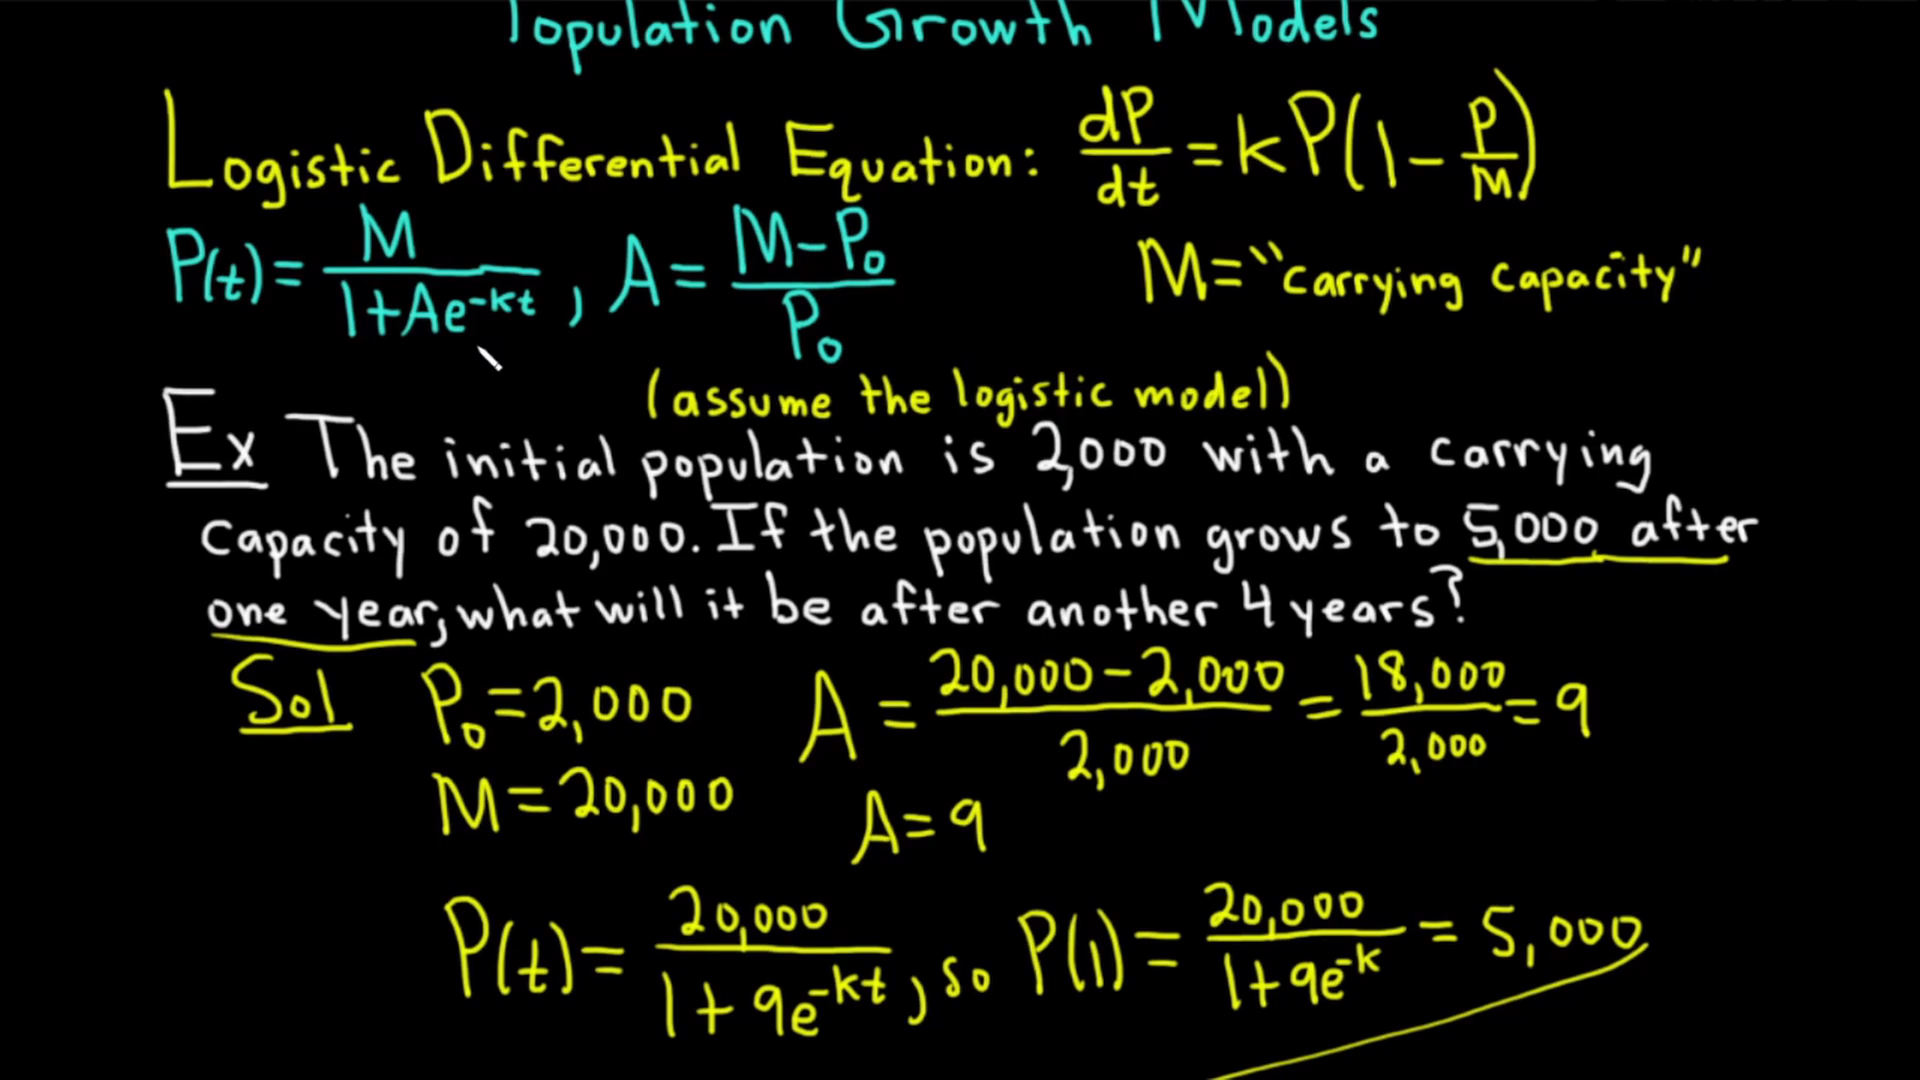 Population Growth Models
Logistic Differential Equation: dP/dt = kP(1 - P/M)
P(t) = M/(1+Ae^-kt), A = (M-P₀)/P₀
M = "carrying capacity"
(assume the logistic model)
Ex The initial population is 2,000 with a carrying
capacity of 20,000. If the population grows to 5,000 after
one year, what will it be after another 4 years?
Sol P₀ = 2,000 A = (20,000 - 2,000)/2,000 = 18,000/2,000 = 9
M = 20,000 A = 9
P(t) = 20,000/(1+9e^-kt), so P(1) = 20,000/(1+9e^-k) = 5,000